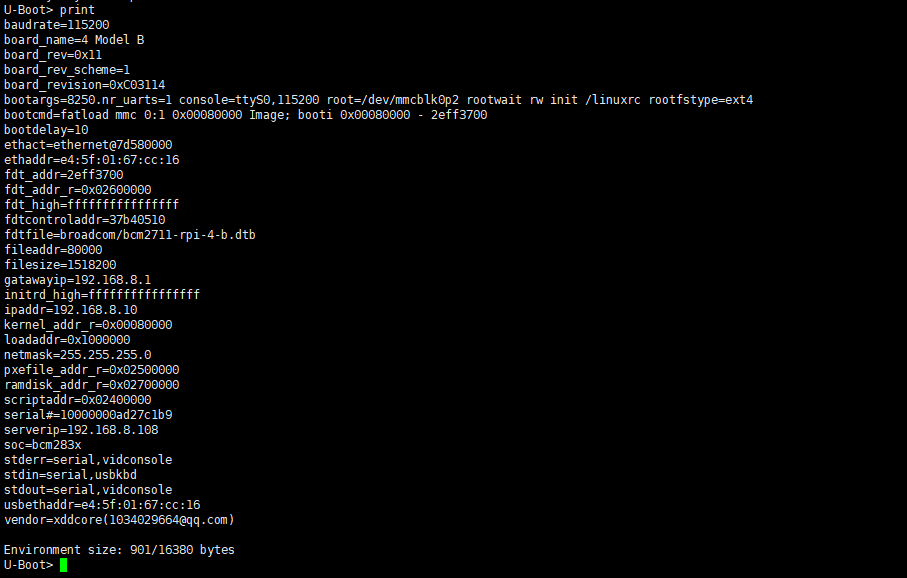 U-Boot> print
baudrate=115200
board_name=4 Model B
board_rev=0x11
board_rev_scheme=1
board_revision=0xC03114
bootargs=8250.nr_uarts=1 console=ttyS0,115200 root=/dev/mmcblk0p2 rootwait rw init /linuxrc rootfstype=ext4
bootcmd=fatload mmc 0:1 0x00080000 Image; booti 0x00080000 - 2eff3700
bootdelay=10
ethact=ethernet@7d580000
ethaddr=e4:5f:01:67:cc:16
fdt_addr=2eff3700
fdt_addr_r=0x02600000
fdt_high=ffffffffffffffff
fdtcontroladdr=37b40510
fdtfile=broadcom/bcm2711-rpi-4-b.dtb
fileaddr=80000
filesize=1518200
gatawayip=192.168.8.1
initrd_high=ffffffffffffffff
ipaddr=192.168.8.10
kernel_addr_r=0x00080000
loadaddr=0x1000000
netmask=255.255.255.0
pxefile_addr_r=0x02500000
ramdisk_addr_r=0x02700000
scriptaddr=0x02400000
serial#=10000000ad27c1b9
serverip=192.168.8.108
soc=bcm283x
stderr=serial,vidconsole
stdin=serial,usbkbd
stdout=serial,vidconsole
usbethaddr=e4:5f:01:67:cc:16
vendor=xddcore(1034029664@qq.com)
Environment size: 901/16380 bytes
U-Boot>